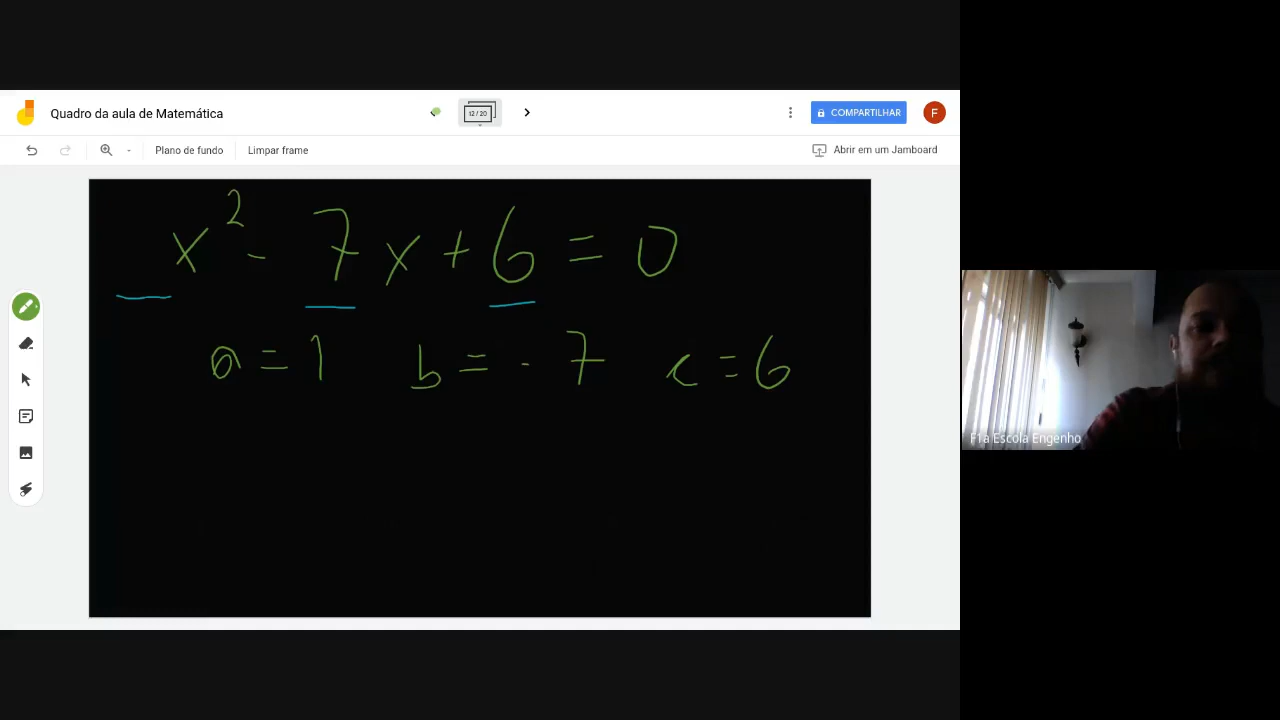 Quadro da aula de Matemática
12 / 20
COMPARTILHAR
F
Plano de fundo
Limpar frame
Abrir em um Jamboard
x² - 7x + 6 = 0
a = 1 b = - 7 c = 6
F1a Escola Engenho